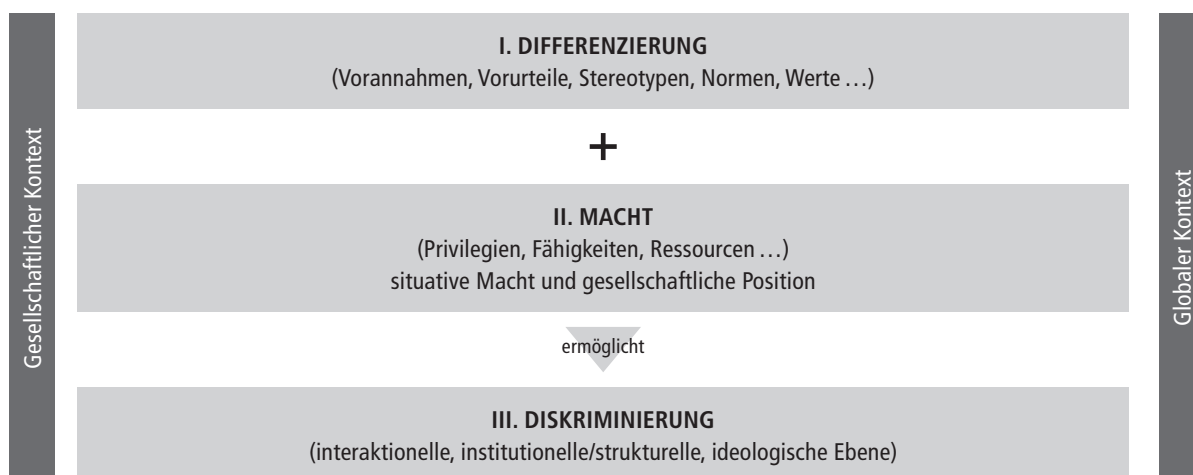 Gesellschaftlicher Kontext
I. DIFFERENZIERUNG
(Vorannahmen, Vorurteile, Stereotypen, Normen, Werte …)
+
II. MACHT
(Privilegien, Fähigkeiten, Ressourcen …)
situative Macht und gesellschaftliche Position
ermöglicht
III. DISKRIMINIERUNG
(interaktionelle, institutionelle/strukturelle, ideologische Ebene)
Globaler Kontext